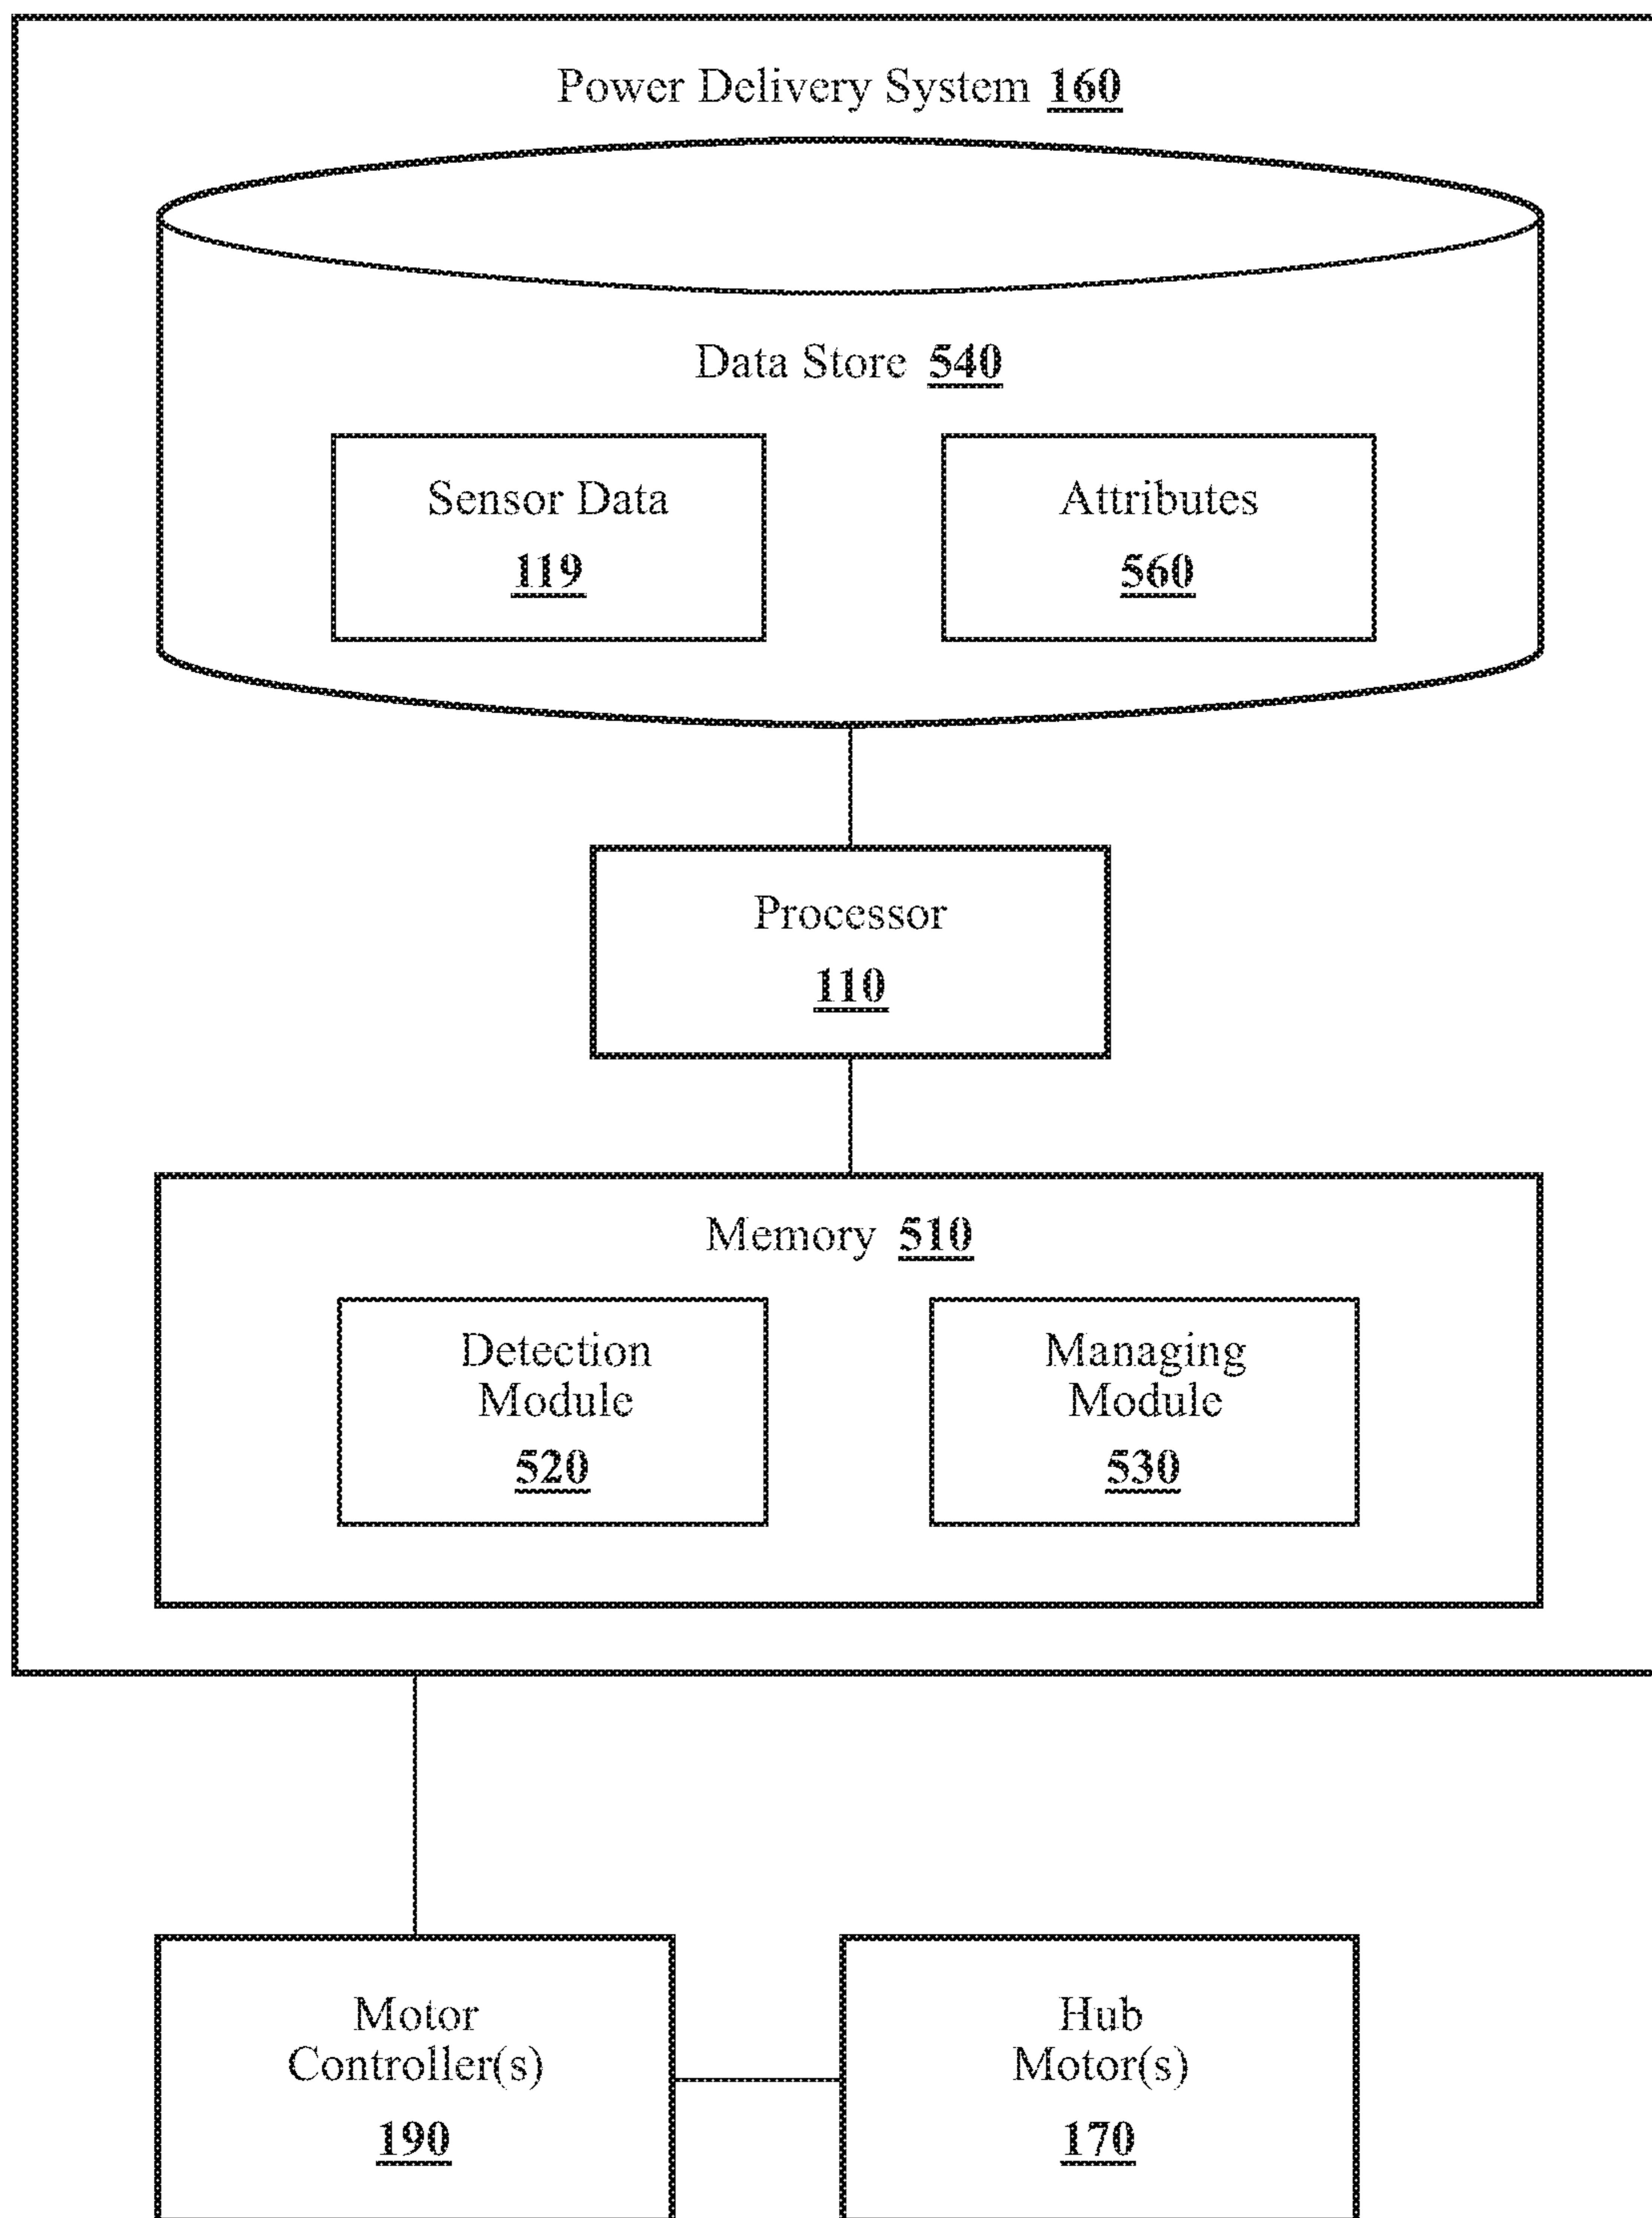 Power Delivery System 160
Data Store 540
Sensor Data
119
Attributes
560
Processor
110
Memory 510
Detection
Module
520
Managing
Module
530
Motor
Controller(s)
190
Hub
Motor(s)
170